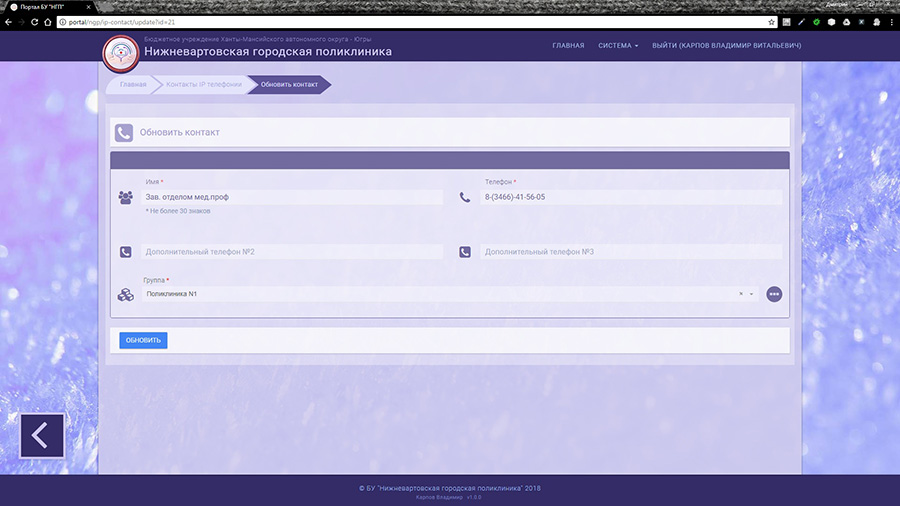 Портал БУ "НГП"
Дмитрий
portal/ngp/ip-contact/update?id=21
Бюджетное учреждение Ханты-Мансийского автономного округа - Югры
Нижневартовская городская поликлиника
ГЛАВНАЯ СИСТЕМА ВЫЙТИ (КАРПОВ ВЛАДИМИР ВИТАЛЬЕВИЧ)
Главная Контакты IP телефонии Обновить контакт
Обновить контакт
Имя * Телефон *
Зав. отделом мед.проф 8-(3466)-41-56-05
* Не более 30 знаков
Дополнительный телефон №2 Дополнительный телефон №3
Группа *
Поликлиника N1
ОБНОВИТЬ
© БУ "Нижневартовская городская поликлиника" 2018
Карпов Владимир v1.0.0